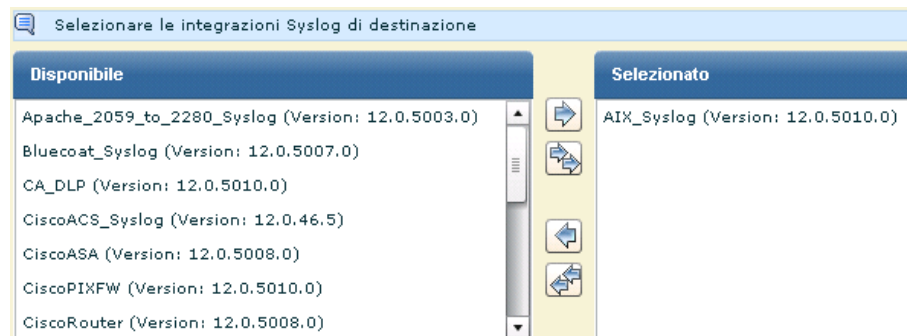 Selezionare le integrazioni Syslog di destinazione
Disponibile
Apache_2059_to_2280_Syslog (Version: 12.0.5003.0)
Bluecoat_Syslog (Version: 12.0.5007.0)
CA_DLP (Version: 12.0.5010.0)
CiscoACS_Syslog (Version: 12.0.46.5)
CiscoASA (Version: 12.0.5008.0)
CiscoPIXFW (Version: 12.0.5010.0)
CiscoRouter (Version: 12.0.5008.0)
Selezionato
AIX_Syslog (Version: 12.0.5010.0)